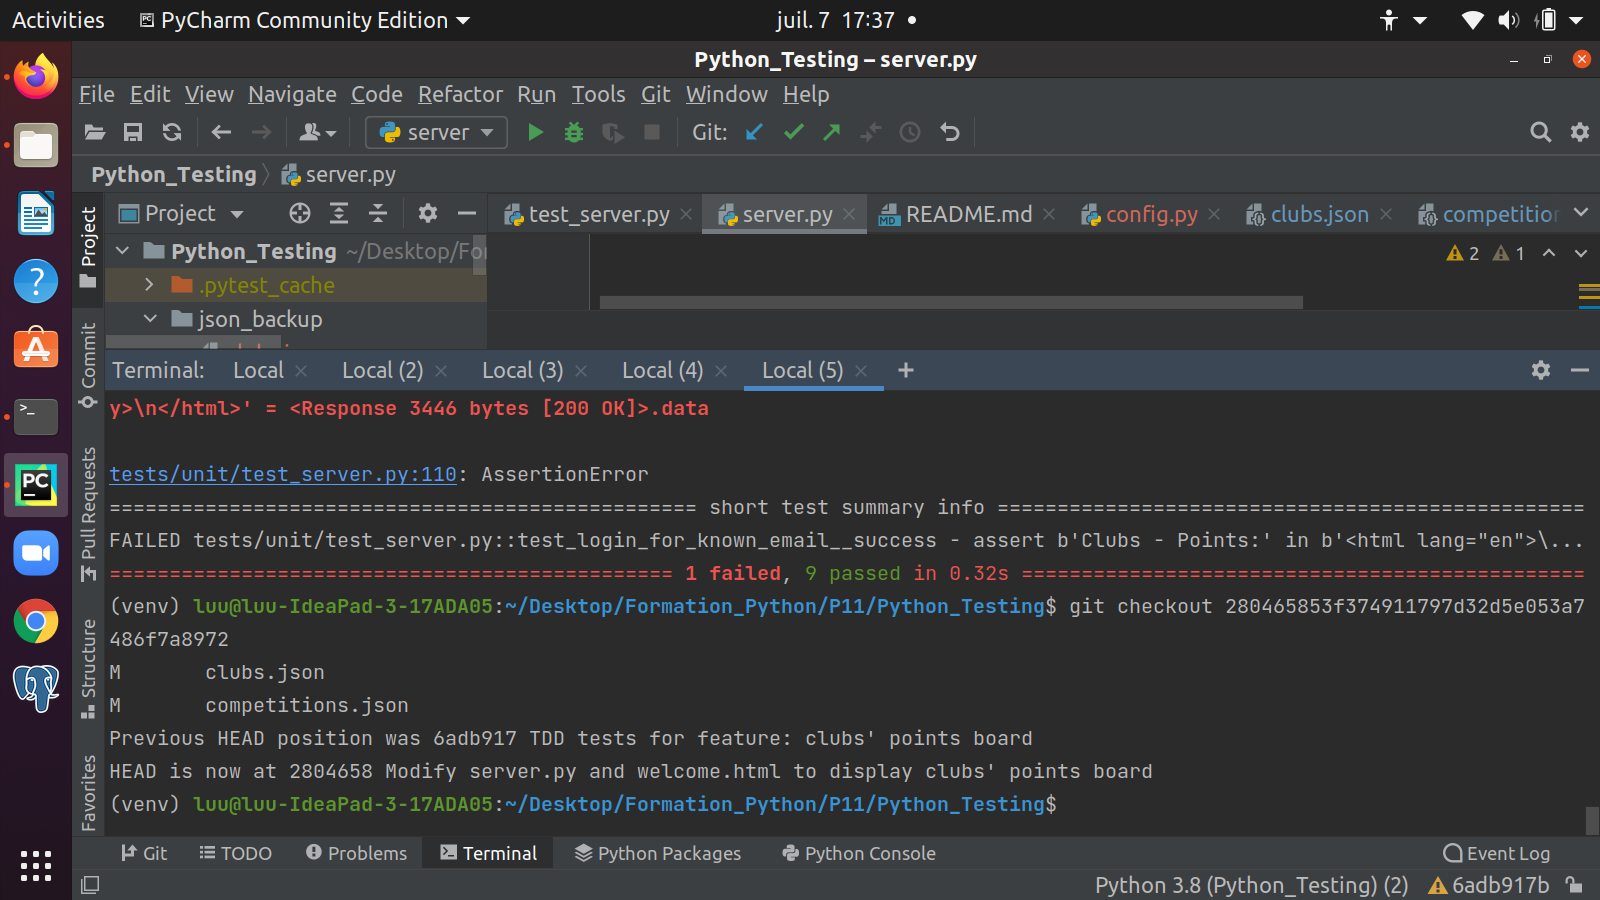 Activities PyCharm Community Edition juil. 7 17:37
Python_Testing – server.py
File Edit View Navigate Code Refactor Run Tools Git Window Help
server Git:
Python_Testing server.py
Project test_server.py server.py README.md config.py clubs.json competition
Project
Python_Testing ~/Desktop/For
2 1
.pytest_cache
json_backup
Commit
Terminal: Local Local (2) Local (3) Local (4) Local (5) +
y>\n</html>' = <Response 3446 bytes [200 OK]>.data
Pull Requests
tests/unit/test_server.py:110: AssertionError
================================================= short test summary info =================================================
FAILED tests/unit/test_server.py::test_login_for_known_email__success - assert b'Clubs - Points:' in b'<html lang="en">\...
=============================================== 1 failed, 9 passed in 0.32s ===============================================
(venv) luu@luu-IdeaPad-3-17ADA05:~/Desktop/Formation_Python/P11/Python_Testing$ git checkout 280465853f374911797d32d5e053a7
486f7a8972
Structure
M clubs.json
M competitions.json
Previous HEAD position was 6adb917 TDD tests for feature: clubs' points board
HEAD is now at 2804658 Modify server.py and welcome.html to display clubs' points board
Favorites
(venv) luu@luu-IdeaPad-3-17ADA05:~/Desktop/Formation_Python/P11/Python_Testing$
Git TODO Problems Terminal Python Packages Python Console Event Log
Python 3.8 (Python_Testing) (2) 6adb917b